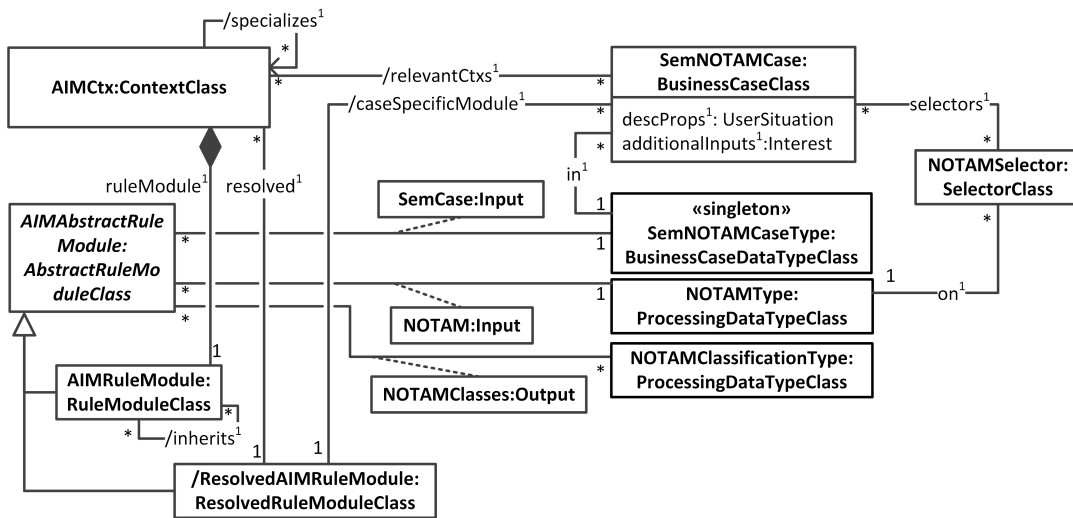 /specializes¹
*
AIMCtx:ContextClass
*
/relevantCtxs¹
*
SemNOTAMCase:
BusinessCaseClass
/caseSpecificModule¹
*
descProps¹: UserSituation
additionalInputs¹:Interest
*
selectors¹
*
*
*
in¹
NOTAMSelector:
SelectorClass
ruleModule¹
resolved¹
SemCase:Input
1
*
AIMAbstractRule
Module:
AbstractRuleMo
duleClass
*
1
«singleton»
SemNOTAMCaseType:
BusinessCaseDataTypeClass
*
1
NOTAMType:
ProcessingDataTypeClass
1
on¹
*
NOTAM:Input
1
NOTAMClassificationType:
ProcessingDataTypeClass
*
AIMRuleModule:
RuleModuleClass
NOTAMClasses:Output
*
*
/inherits¹
1
1
/ResolvedAIMRuleModule:
ResolvedRuleModuleClass